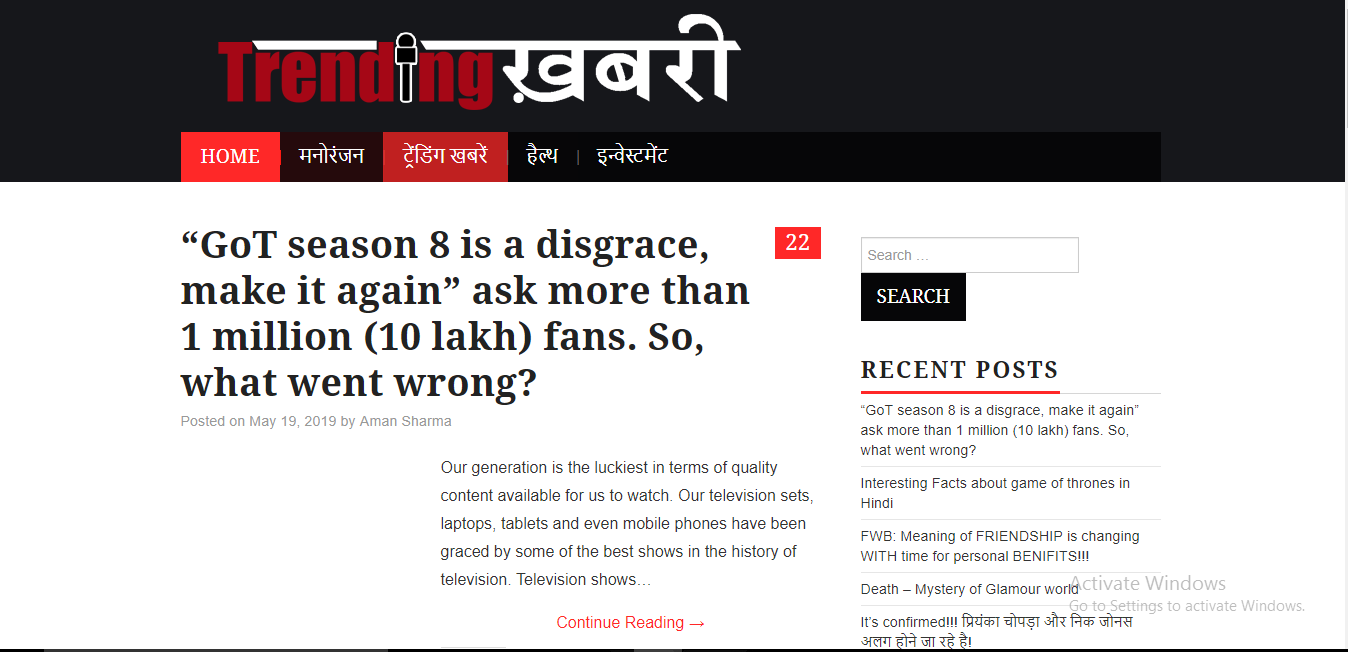 Trending ख़बरी
HOME
मनोरंजन
ट्रेंडिंग खबरें
हैल्थ
|
इन्वेस्टमेंट
“GoT season 8 is a disgrace,
make it again” ask more than
1 million (10 lakh) fans. So,
what went wrong?
22
Posted on May 19, 2019 by Aman Sharma
Our generation is the luckiest in terms of quality
content available for us to watch. Our television sets,
laptops, tablets and even mobile phones have been
graced by some of the best shows in the history of
television. Television shows…
Continue Reading →
Search …
SEARCH
RECENT POSTS
“GoT season 8 is a disgrace, make it again”
ask more than 1 million (10 lakh) fans. So,
what went wrong?
Interesting Facts about game of thrones in
Hindi
FWB: Meaning of FRIENDSHIP is changing
WITH time for personal BENIFITS!!!
Death – Mystery of Glamour world
It’s confirmed!!! प्रियंका चोपड़ा और निक जोनस
अलग होने जा रहे है!
Activate Windows
Go to Settings to activate Windows.